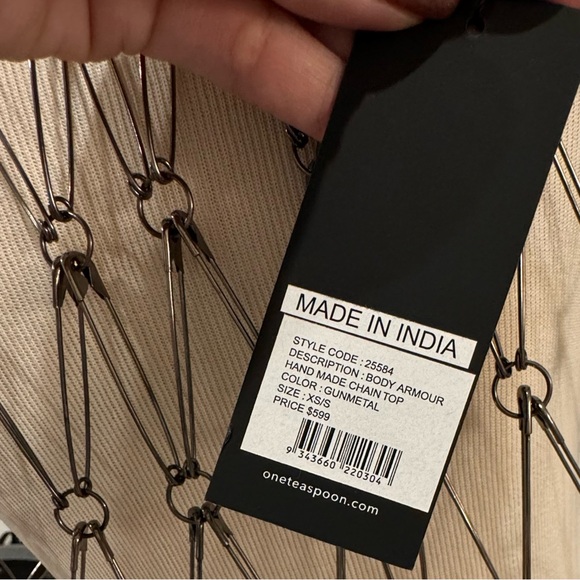 MADE IN INDIA
STYLE CODE : 25584
DESCRIPTION : BODY ARMOUR
HAND MADE CHAIN TOP
COLOR : GUNMETAL
SIZE : XS/S
PRICE $599
9 343660 220304
oneteaspoon.com